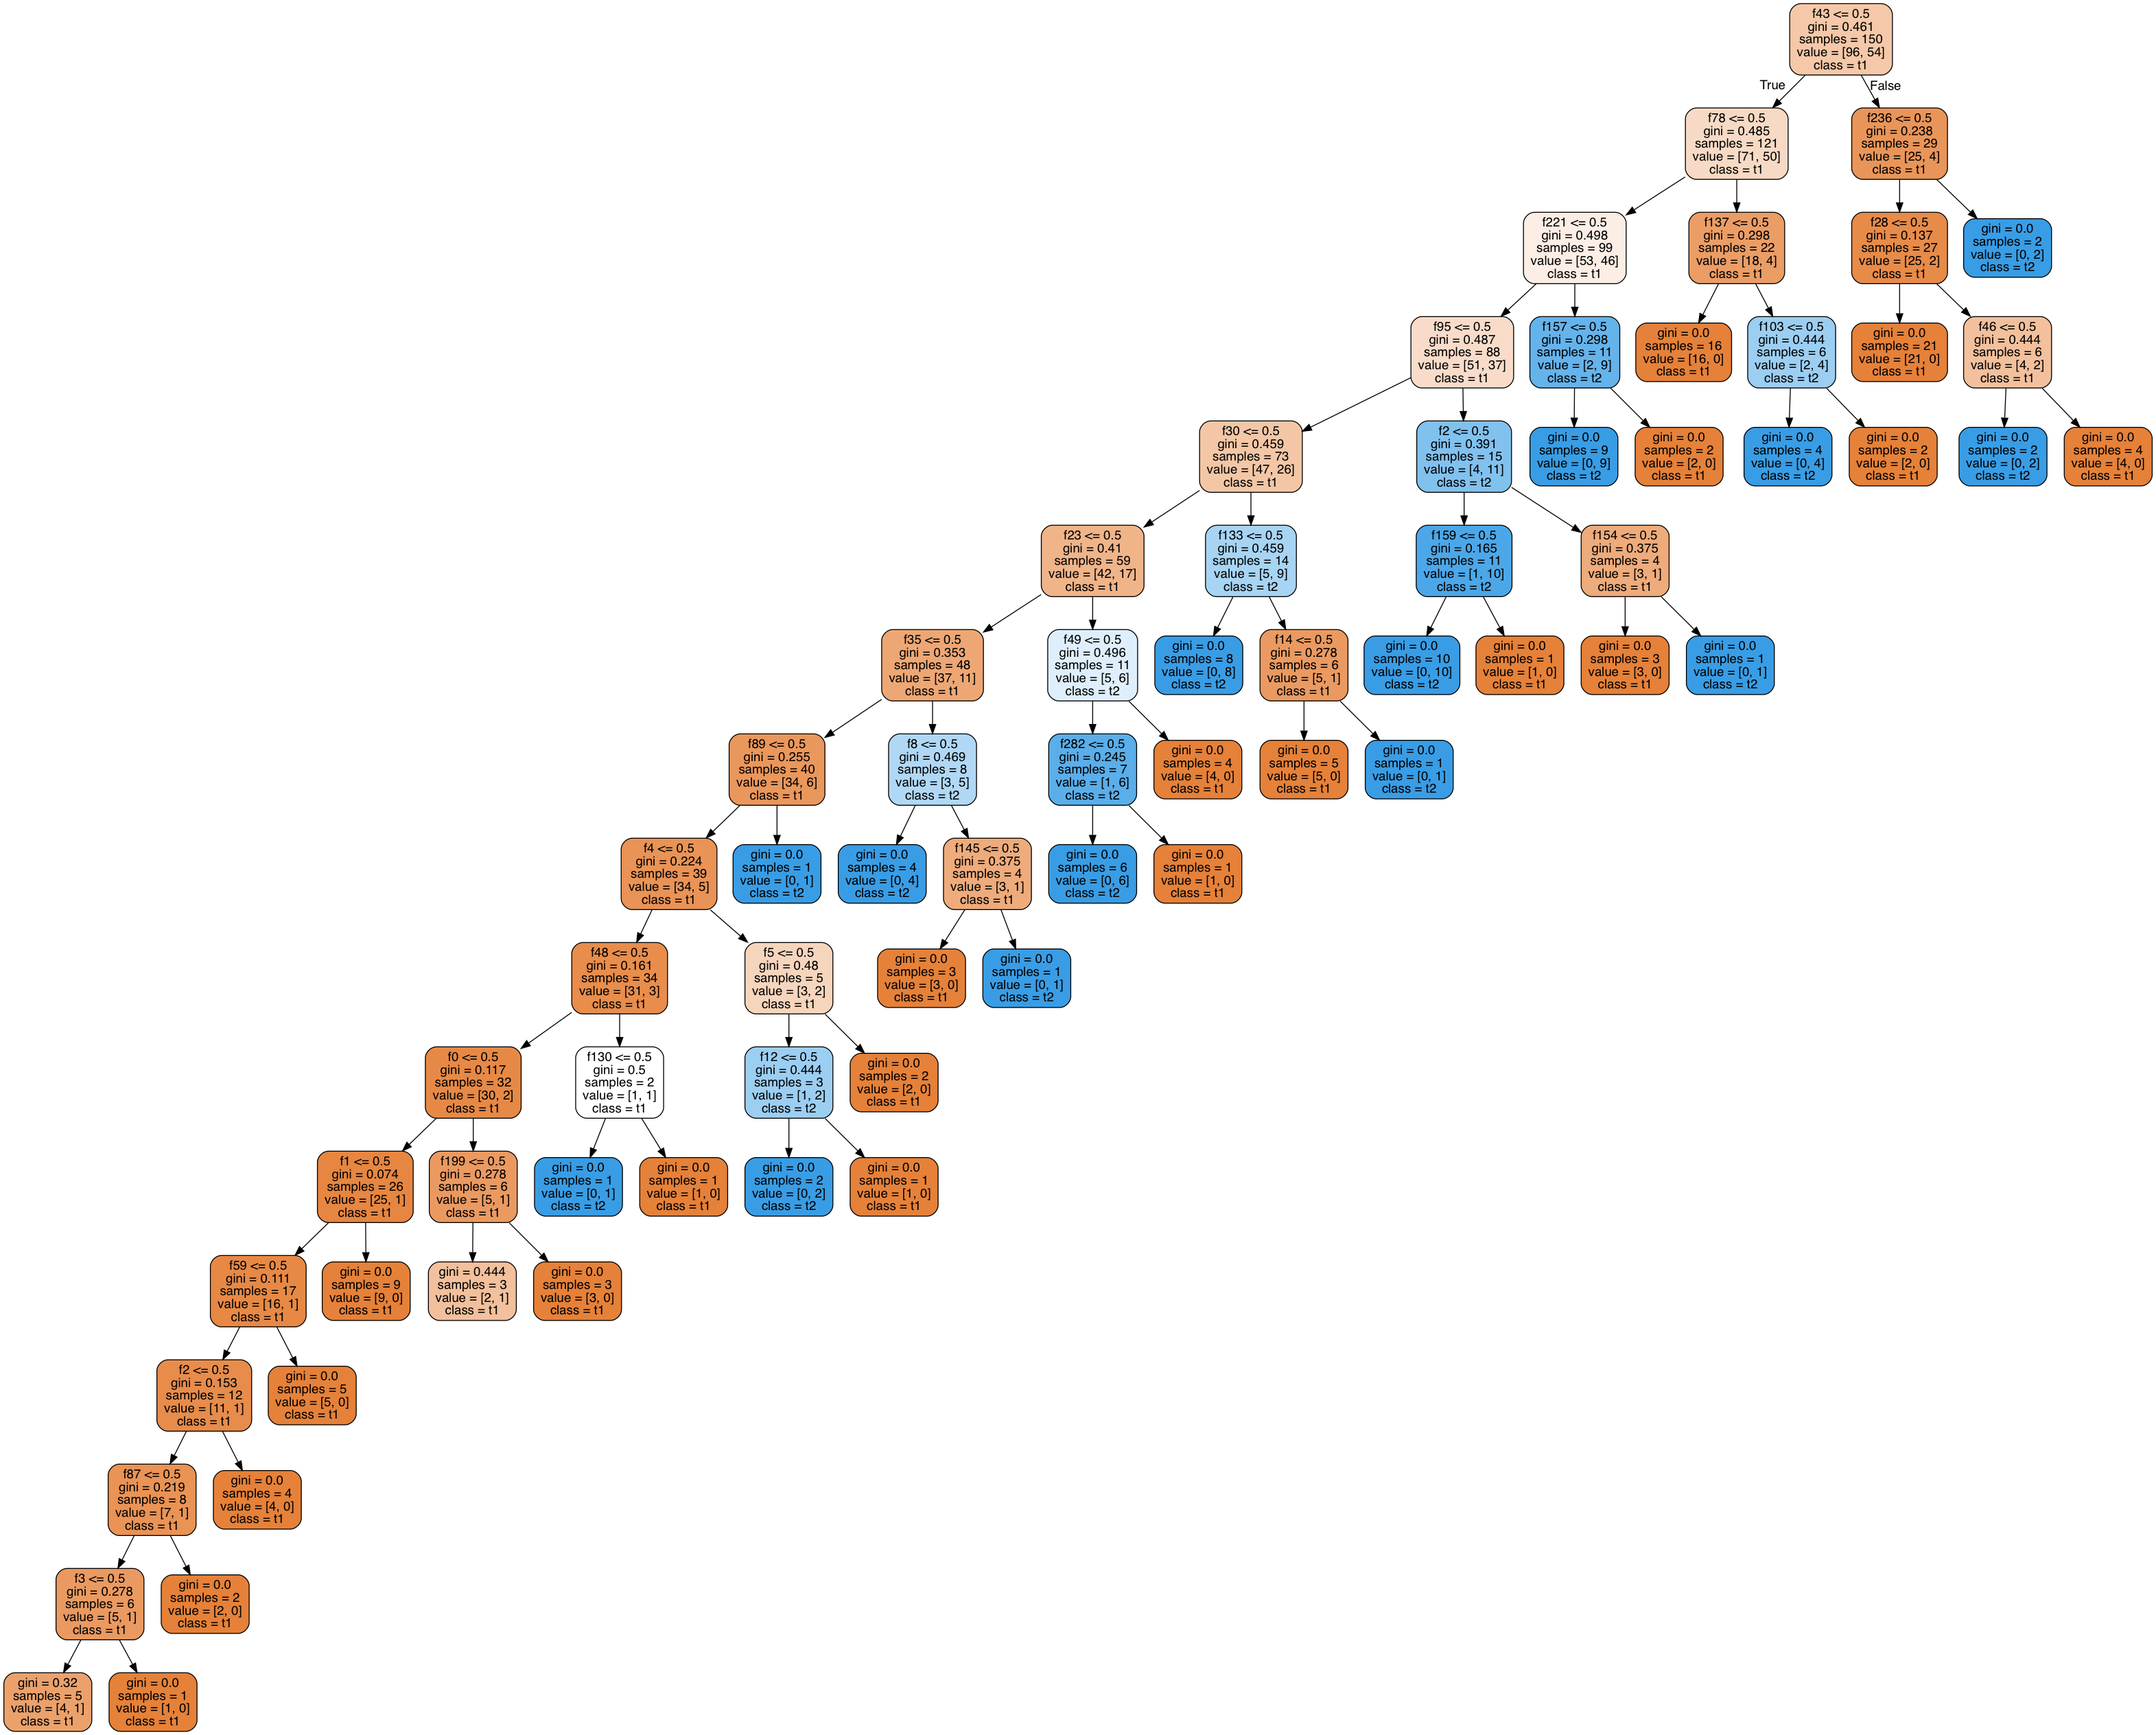 f43 <= 0.5
gini = 0.461
samples = 150
value = [96, 54]
class = t1
True
False
f78 <= 0.5
gini = 0.485
samples = 121
value = [71, 50]
class = t1
f236 <= 0.5
gini = 0.238
samples = 29
value = [25, 4]
class = t1
f221 <= 0.5
gini = 0.498
samples = 99
value = [53, 46]
class = t1
f137 <= 0.5
gini = 0.298
samples = 22
value = [18, 4]
class = t1
f28 <= 0.5
gini = 0.137
samples = 27
value = [25, 2]
class = t1
gini = 0.0
samples = 2
value = [0, 2]
class = t2
f95 <= 0.5
gini = 0.487
samples = 88
value = [51, 37]
class = t1
f157 <= 0.5
gini = 0.298
samples = 11
value = [2, 9]
class = t2
gini = 0.0
samples = 16
value = [16, 0]
class = t1
f103 <= 0.5
gini = 0.444
samples = 6
value = [2, 4]
class = t2
gini = 0.0
samples = 21
value = [21, 0]
class = t1
f46 <= 0.5
gini = 0.444
samples = 6
value = [4, 2]
class = t1
f30 <= 0.5
gini = 0.459
samples = 73
value = [47, 26]
class = t1
f2 <= 0.5
gini = 0.391
samples = 15
value = [4, 11]
class = t2
gini = 0.0
samples = 9
value = [0, 9]
class = t2
gini = 0.0
samples = 2
value = [2, 0]
class = t1
gini = 0.0
samples = 4
value = [0, 4]
class = t2
gini = 0.0
samples = 2
value = [2, 0]
class = t1
gini = 0.0
samples = 2
value = [0, 2]
class = t2
gini = 0.0
samples = 4
value = [4, 0]
class = t1
f23 <= 0.5
gini = 0.41
samples = 59
value = [42, 17]
class = t1
f133 <= 0.5
gini = 0.459
samples = 14
value = [5, 9]
class = t2
f159 <= 0.5
gini = 0.165
samples = 11
value = [1, 10]
class = t2
f154 <= 0.5
gini = 0.375
samples = 4
value = [3, 1]
class = t1
f35 <= 0.5
gini = 0.353
samples = 48
value = [37, 11]
class = t1
f49 <= 0.5
gini = 0.496
samples = 11
value = [5, 6]
class = t2
gini = 0.0
samples = 8
value = [0, 8]
class = t2
f14 <= 0.5
gini = 0.278
samples = 6
value = [5, 1]
class = t1
gini = 0.0
samples = 10
value = [0, 10]
class = t2
gini = 0.0
samples = 1
value = [1, 0]
class = t1
gini = 0.0
samples = 3
value = [3, 0]
class = t1
gini = 0.0
samples = 1
value = [0, 1]
class = t2
f89 <= 0.5
gini = 0.255
samples = 40
value = [34, 6]
class = t1
f8 <= 0.5
gini = 0.469
samples = 8
value = [3, 5]
class = t2
f282 <= 0.5
gini = 0.245
samples = 7
value = [1, 6]
class = t2
gini = 0.0
samples = 4
value = [4, 0]
class = t1
gini = 0.0
samples = 5
value = [5, 0]
class = t1
gini = 0.0
samples = 1
value = [0, 1]
class = t2
f4 <= 0.5
gini = 0.224
samples = 39
value = [34, 5]
class = t1
gini = 0.0
samples = 1
value = [0, 1]
class = t2
gini = 0.0
samples = 4
value = [0, 4]
class = t2
f145 <= 0.5
gini = 0.375
samples = 4
value = [3, 1]
class = t1
gini = 0.0
samples = 6
value = [0, 6]
class = t2
gini = 0.0
samples = 1
value = [1, 0]
class = t1
f48 <= 0.5
gini = 0.161
samples = 34
value = [31, 3]
class = t1
f5 <= 0.5
gini = 0.48
samples = 5
value = [3, 2]
class = t1
gini = 0.0
samples = 3
value = [3, 0]
class = t1
gini = 0.0
samples = 1
value = [0, 1]
class = t2
f0 <= 0.5
gini = 0.117
samples = 32
value = [30, 2]
class = t1
f130 <= 0.5
gini = 0.5
samples = 2
value = [1, 1]
class = t1
f12 <= 0.5
gini = 0.444
samples = 3
value = [1, 2]
class = t2
gini = 0.0
samples = 2
value = [2, 0]
class = t1
f1 <= 0.5
gini = 0.074
samples = 26
value = [25, 1]
class = t1
f199 <= 0.5
gini = 0.278
samples = 6
value = [5, 1]
class = t1
gini = 0.0
samples = 1
value = [0, 1]
class = t2
gini = 0.0
samples = 1
value = [1, 0]
class = t1
gini = 0.0
samples = 2
value = [0, 2]
class = t2
gini = 0.0
samples = 1
value = [1, 0]
class = t1
f59 <= 0.5
gini = 0.111
samples = 17
value = [16, 1]
class = t1
gini = 0.0
samples = 9
value = [9, 0]
class = t1
gini = 0.444
samples = 3
value = [2, 1]
class = t1
gini = 0.0
samples = 3
value = [3, 0]
class = t1
f2 <= 0.5
gini = 0.153
samples = 12
value = [11, 1]
class = t1
gini = 0.0
samples = 5
value = [5, 0]
class = t1
f87 <= 0.5
gini = 0.219
samples = 8
value = [7, 1]
class = t1
gini = 0.0
samples = 4
value = [4, 0]
class = t1
f3 <= 0.5
gini = 0.278
samples = 6
value = [5, 1]
class = t1
gini = 0.0
samples = 2
value = [2, 0]
class = t1
gini = 0.32
samples = 5
value = [4, 1]
class = t1
gini = 0.0
samples = 1
value = [1, 0]
class = t1